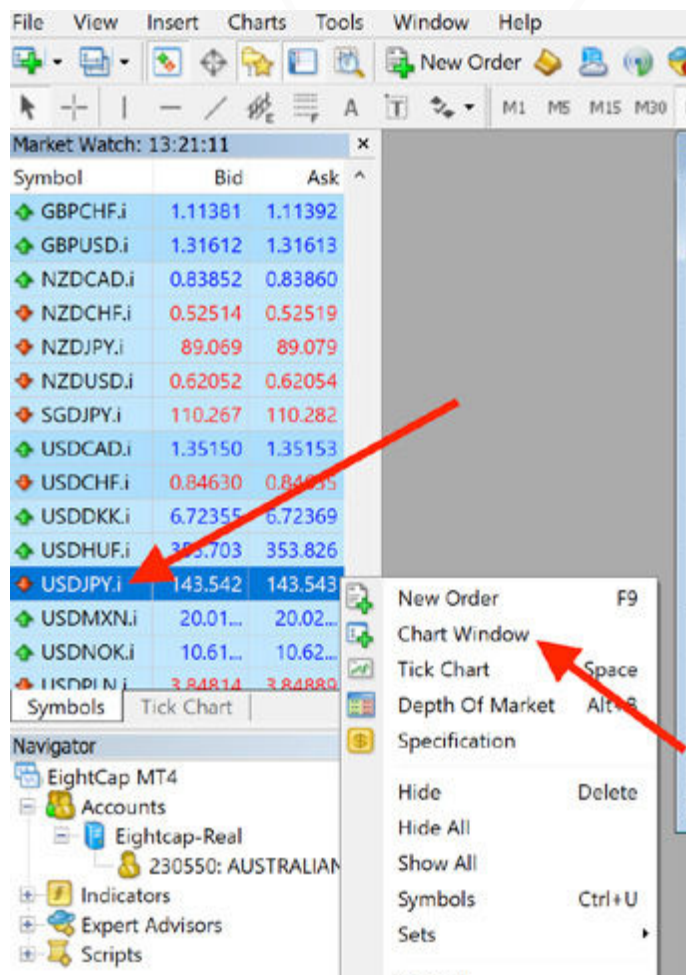 File View Insert Charts Tools Window Help
New Order
A T M1 M5 M15 M30
Market Watch: 13:21:11
Symbol Bid Ask
GBPCHF.i 1.11381 1.11392
GBPUSD.i 1.31612 1.31613
NZDCAD.i 0.83852 0.83860
NZDCHF.i 0.52514 0.52519
NZDJPY.i 89.069 89.079
NZDUSD.i 0.62052 0.62054
SGDJPY.i 110.267 110.282
USDCAD.i 1.35150 1.35153
USDCHF.i 0.84630
USDDKK.i 6.72355 6.72369
USDHUF.i 353.826
USDJPY.i 143.542 143.543
USDMXN.i 20.01... 20.02...
USDNOK.i 10.61... 10.62...
USDPLN.i 3.84814 3.84889
Symbols Tick Chart
New Order F9
Chart Window
Tick Chart Space
Depth Of Market Alt+B
Specification
Hide Delete
Hide All
Show All
Symbols Ctrl+U
Sets
Navigator
EightCap MT4
Accounts
Eightcap-Real
230550: AUSTRALIAN
Indicators
Expert Advisors
Scripts